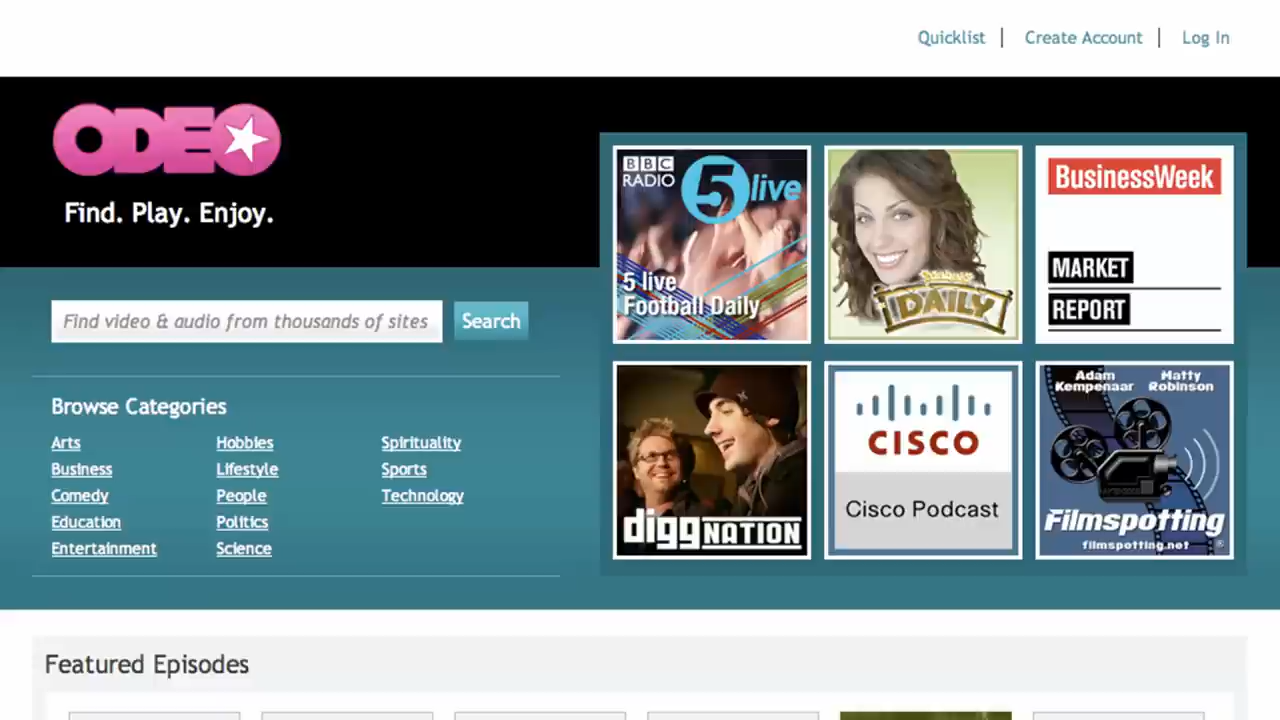 Quicklist | Create Account | Log In
ODEO
Find. Play. Enjoy.
Find video & audio from thousands of sites
Search
Browse Categories
Arts
Business
Comedy
Education
Entertainment
Hobbies
Lifestyle
People
Politics
Science
Spirituality
Sports
Technology
BBC
RADIO
5 live
5 live
Football Daily
DAILY
BusinessWeek
MARKET
REPORT
diggnation
CISCO
Cisco Podcast
Adam Matty
Kempenaar Robinson
Filmspotting
filmspotting.net
Featured Episodes